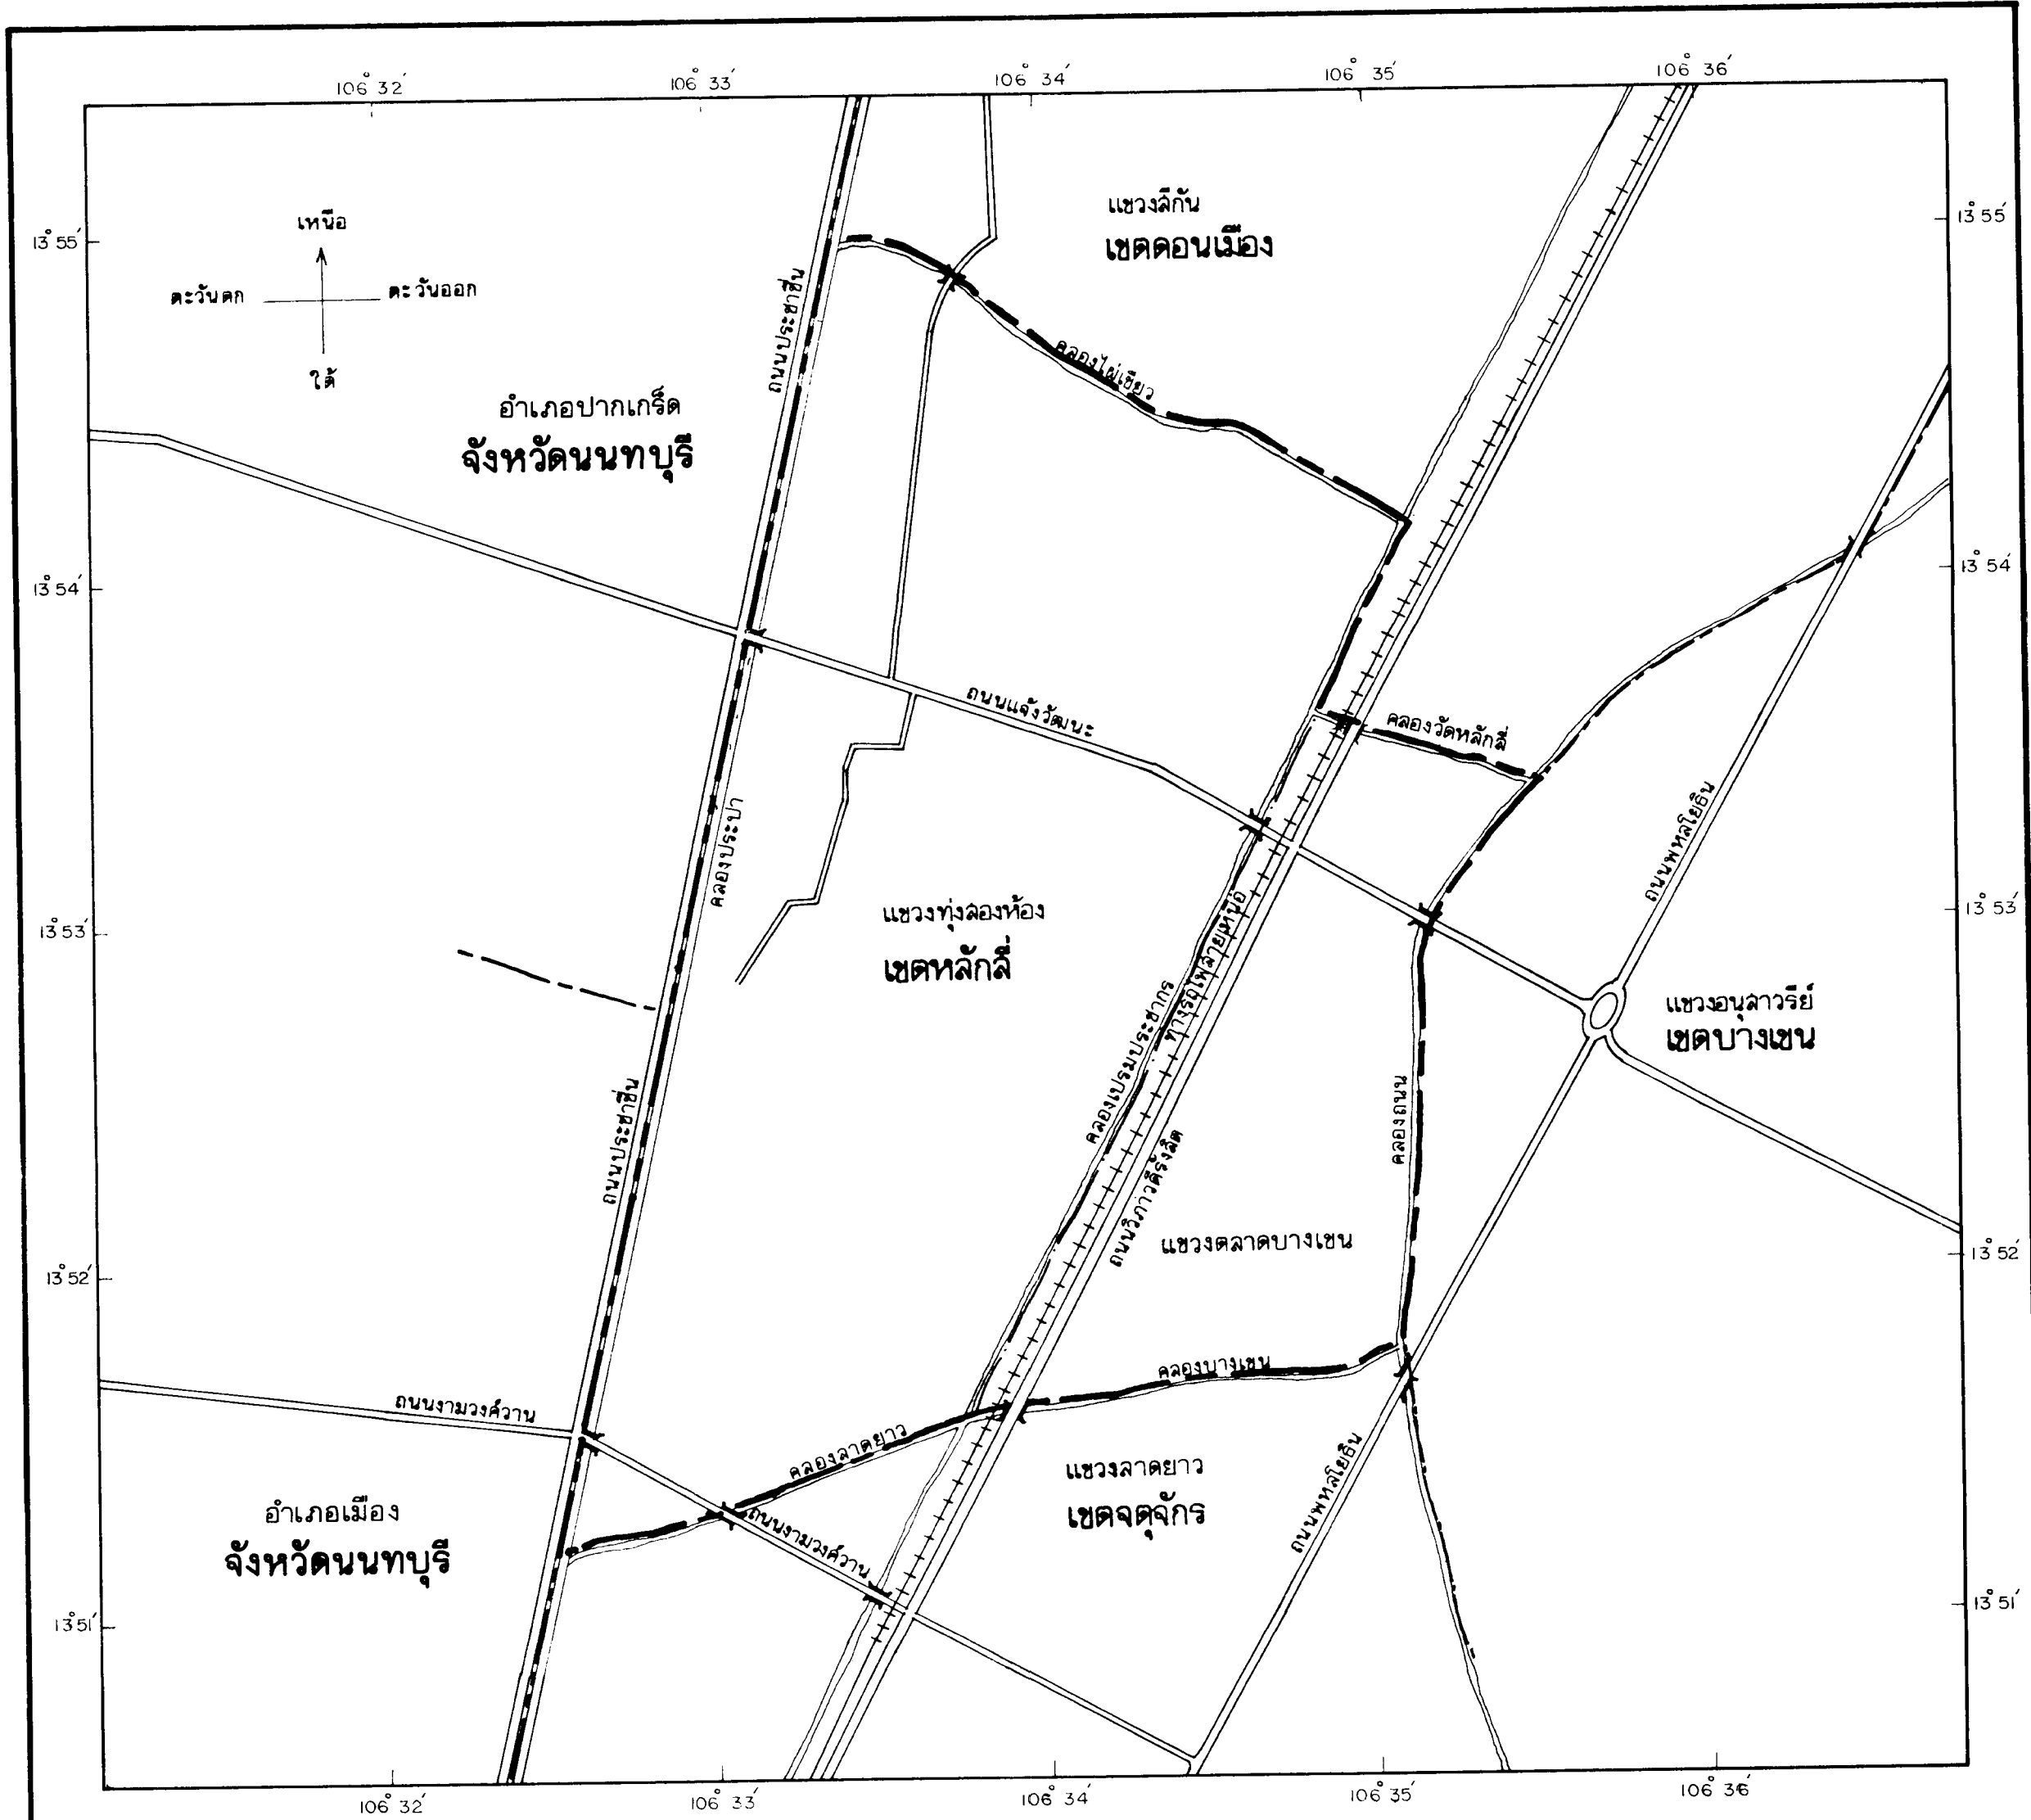 106° 32′
106° 33′
106° 34′
106° 35′
106° 36′
แขวงสีกัน
เขตดอนเมือง
13° 55′
13° 55′
เหนือ
ตะวันตก
ตะวันออก
ใต้
ถนนประชาชื่น
คลองไผ่เขียว
อำเภอปากเกร็ด
จังหวัดนนทบุรี
13° 54′
13° 54′
ถนนแจ้งวัฒนะ
คลองวัดหลักสี่
คลองประปา
ถนนพหลโยธิน
13° 53′
13° 53′
แขวงทุ่งสองห้อง
เขตหลักสี่
ทางรถไฟสายเหนือ
คลองเปรมประชากร
แขวงอนุสาวรีย์
เขตบางเขน
ถนนประชาชื่น
คลองถนน
ถนนวิภาวดีรังสิต
แขวงตลาดบางเขน
13° 52′
13° 52′
คลองบางเขน
ถนนงามวงศ์วาน
คลองลาดยาว
แขวงลาดยาว
เขตจตุจักร
ถนนพหลโยธิน
อำเภอเมือง
จังหวัดนนทบุรี
ถนนงามวงศ์วาน
13° 51′
13° 51′
106° 32′
106° 33′
106° 34′
106° 35′
106° 36′